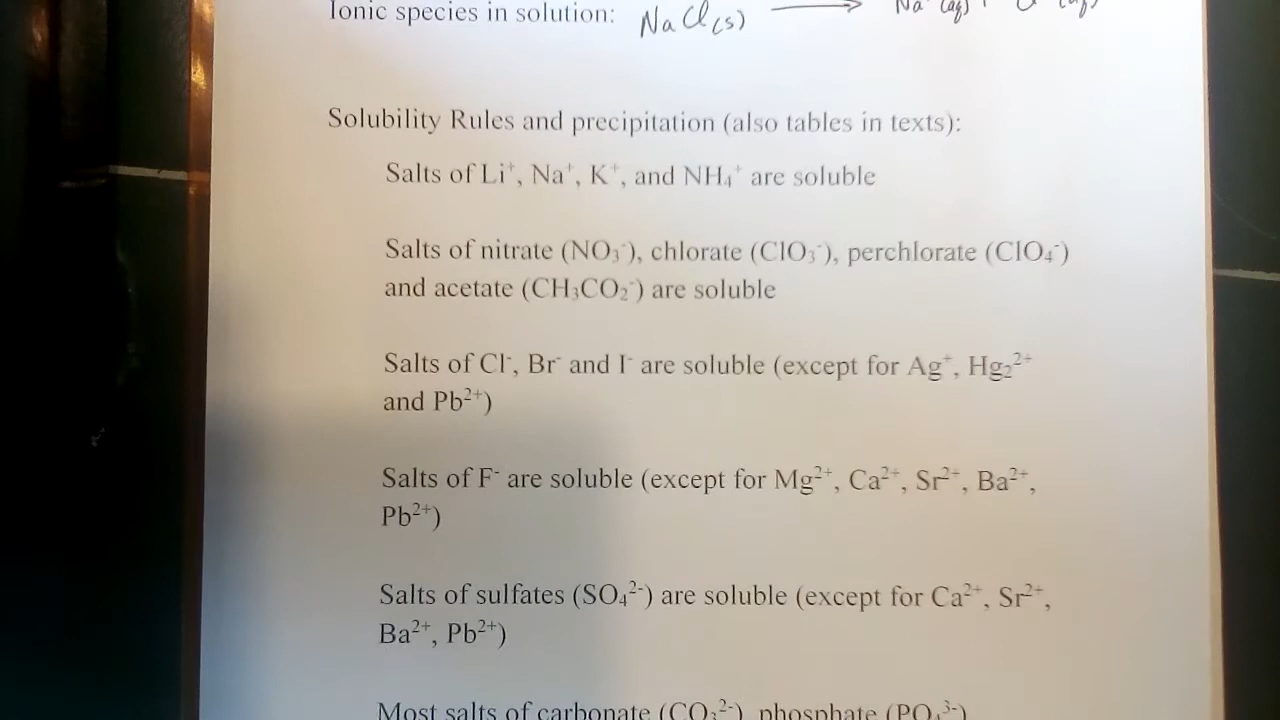 Ionic species in solution: NaCl(s) ⟶ Na⁺(aq) +
Solubility Rules and precipitation (also tables in texts):
Salts of Li⁺, Na⁺, K⁺, and NH₄⁺ are soluble
Salts of nitrate (NO₃⁻), chlorate (ClO₃⁻), perchlorate (ClO₄⁻)
and acetate (CH₃CO₂⁻) are soluble
Salts of Cl⁻, Br⁻ and I⁻ are soluble (except for Ag⁺, Hg₂²⁺
and Pb²⁺)
Salts of F⁻ are soluble (except for Mg²⁺, Ca²⁺, Sr²⁺, Ba²⁺,
Pb²⁺)
Salts of sulfates (SO₄²⁻) are soluble (except for Ca²⁺, Sr²⁺,
Ba²⁺, Pb²⁺)
Most salts of carbonate (CO₃²⁻), phosphate (PO₄³⁻)